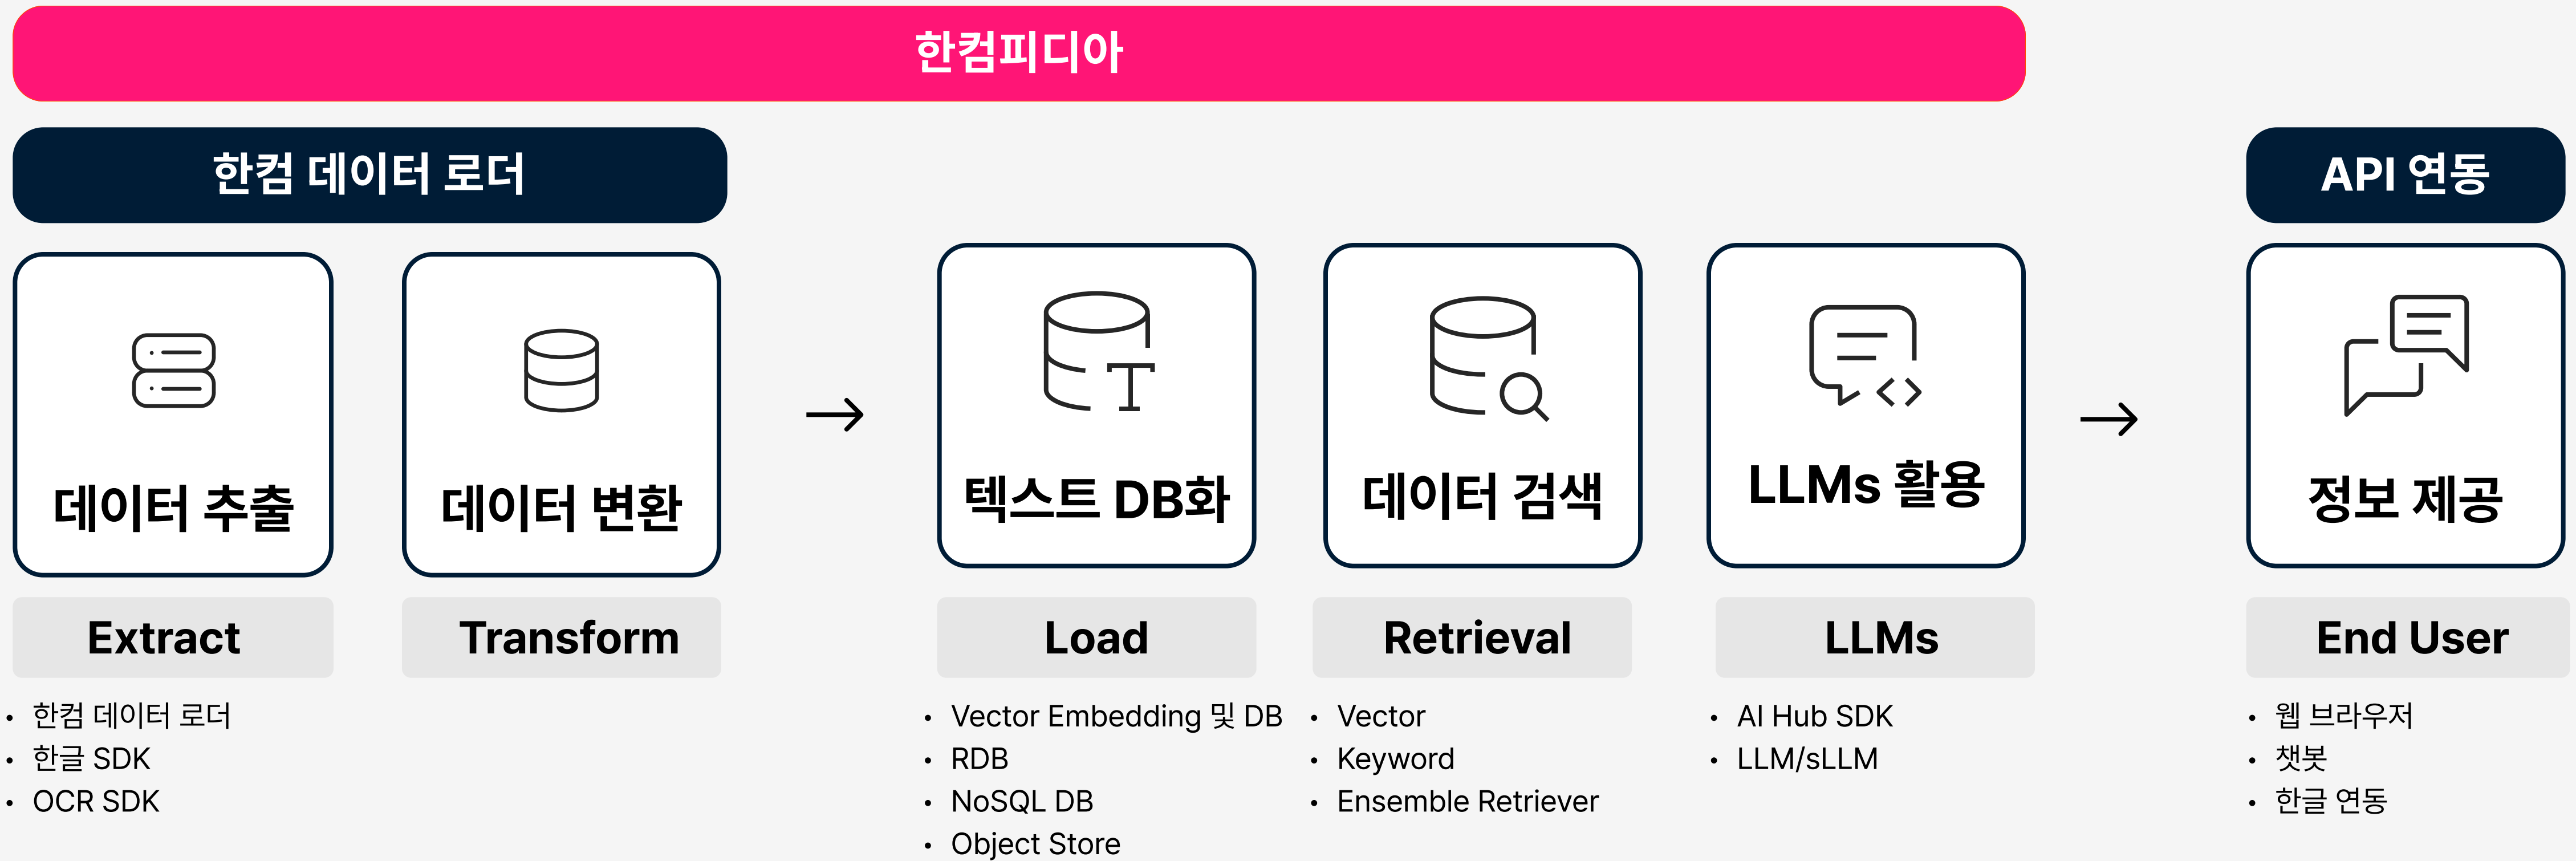 한컴피디아
한컴 데이터 로더
API 연동
데이터 추출
데이터 변환
텍스트 DB화
데이터 검색
LLMs 활용
정보 제공
Extract
Transform
Load
Retrieval
LLMs
End User
• 한컴 데이터 로더
• 한글 SDK
• OCR SDK
• Vector Embedding 및 DB
• RDB
• NoSQL DB
• Object Store
• Vector
• Keyword
• Ensemble Retriever
• AI Hub SDK
• LLM/sLLM
• 웹 브라우저
• 챗봇
• 한글 연동